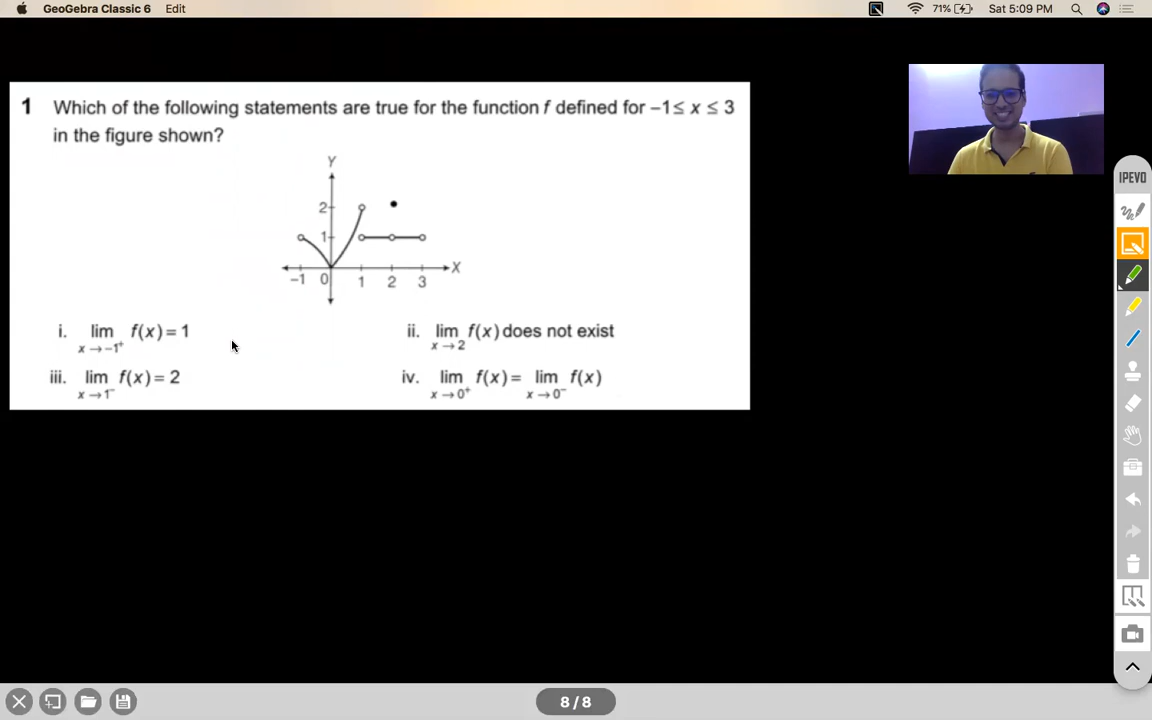 GeoGebra Classic 6 Edit 71% Sat 5:09 PM
1 Which of the following statements are true for the function f defined for –1≤ x ≤ 3
in the figure shown?
Y
2
1
–1 0 1 2 3 X
i. lim f(x) = 1 ii. lim f(x) does not exist
x→–1⁺ x→2
iii. lim f(x) = 2 iv. lim f(x) = lim f(x)
x→1⁻ x→0⁺ x→0⁻
IPEVO
8 / 8